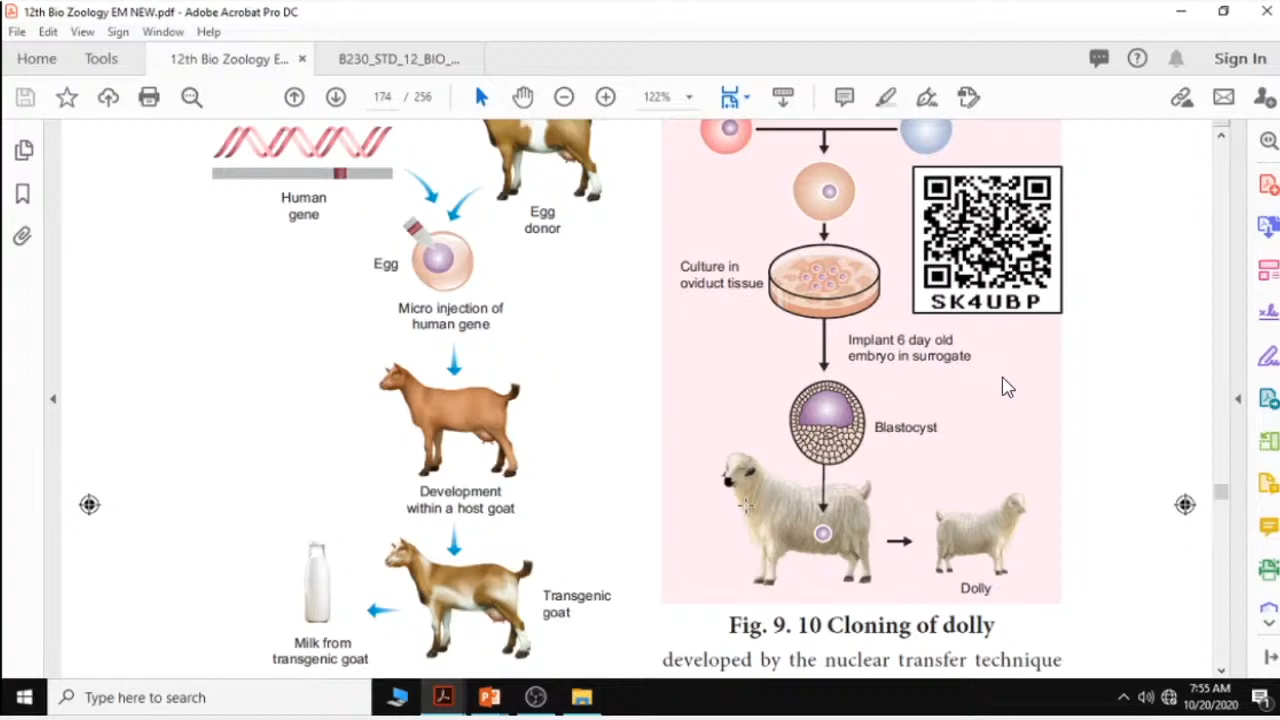 12th Bio Zoology EM NEW.pdf - Adobe Acrobat Pro DC
File Edit View Sign Window Help
Home Tools 12th Bio Zoology E... × B230_STD_12_BIO_... Sign In
174 / 256 122%
Human
gene
Egg
donor
Egg
Micro injection of
human gene
Development
within a host goat
Transgenic
goat
Milk from
transgenic goat
SK4UBP
Culture in
oviduct tissue
Implant 6 day old
embryo in surrogate
Blastocyst
Dolly
Fig. 9. 10 Cloning of dolly
developed by the nuclear transfer technique
Type here to search
7:55 AM
10/20/2020
1